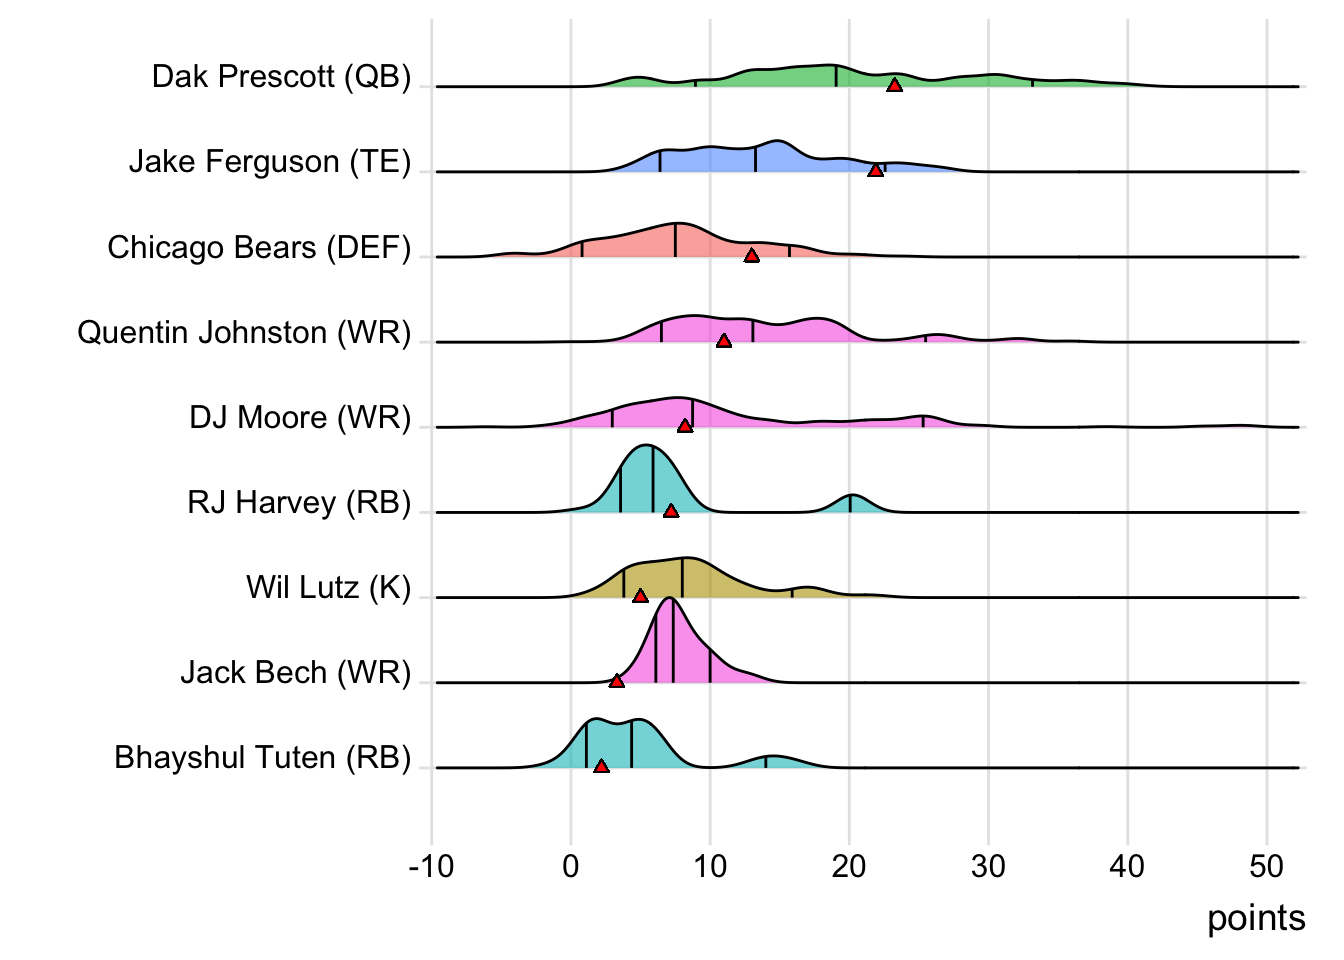 Dak Prescott (QB)
Jake Ferguson (TE)
Chicago Bears (DEF)
Quentin Johnston (WR)
DJ Moore (WR)
RJ Harvey (RB)
Wil Lutz (K)
Jack Bech (WR)
Bhayshul Tuten (RB)
-10 0 10 20 30 40 50
points